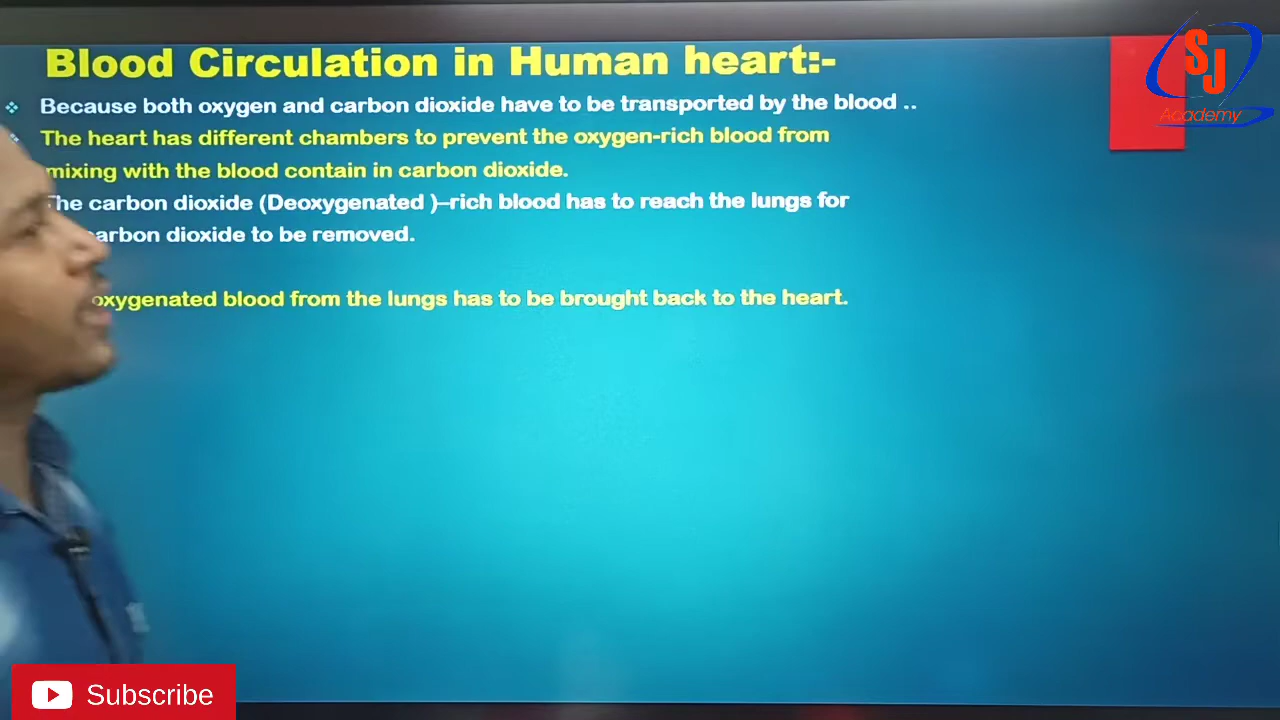 Blood Circulation in Human heart:-
Because both oxygen and carbon dioxide have to be transported by the blood ..
The heart has different chambers to prevent the oxygen-rich blood from
mixing with the blood contain in carbon dioxide.
The carbon dioxide (Deoxygenated )–rich blood has to reach the lungs for
carbon dioxide to be removed.
oxygenated blood from the lungs has to be brought back to the heart.
SJ
Academy
Subscribe